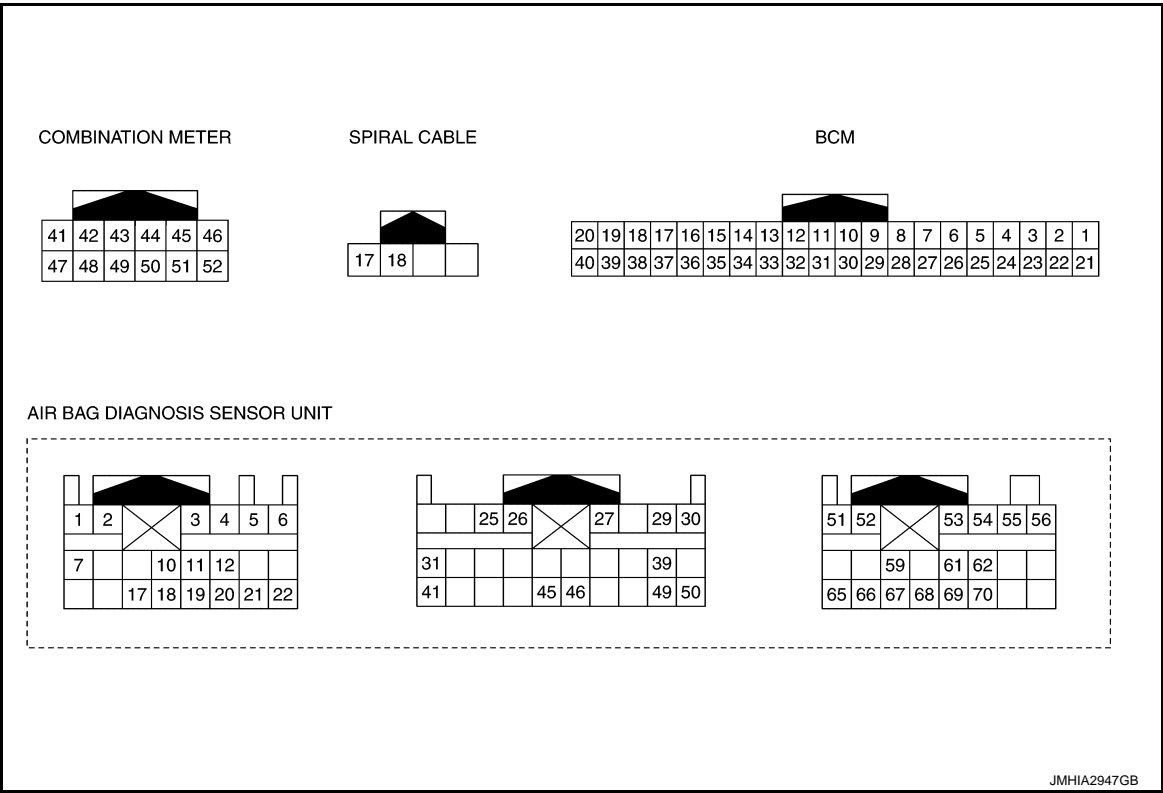 COMBINATION METER SPIRAL CABLE BCM
41 42 43 44 45 46
47 48 49 50 51 52
17 18
20 19 18 17 16 15 14 13 12 11 10 9 8 7 6 5 4 3 2 1
40 39 38 37 36 35 34 33 32 31 30 29 28 27 26 25 24 23 22 21
AIR BAG DIAGNOSIS SENSOR UNIT
1 2 3 4 5 6
7 10 11 12
17 18 19 20 21 22
25 26 27 29 30
31 39
41 45 46 49 50
51 52 53 54 55 56
59 61 62
65 66 67 68 69 70
JMHIA2947GB